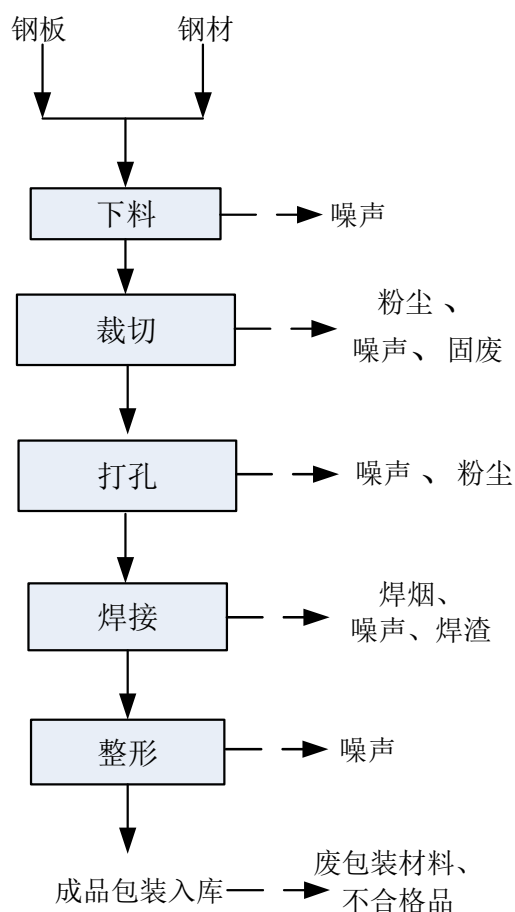 钢板 钢材
下料 噪声
粉尘 、
裁切 噪声、 固废
打孔 噪声 、 粉尘
焊烟、
焊接 噪声、焊渣
整形 噪声
废包装材料、
成品包装入库 不合格品